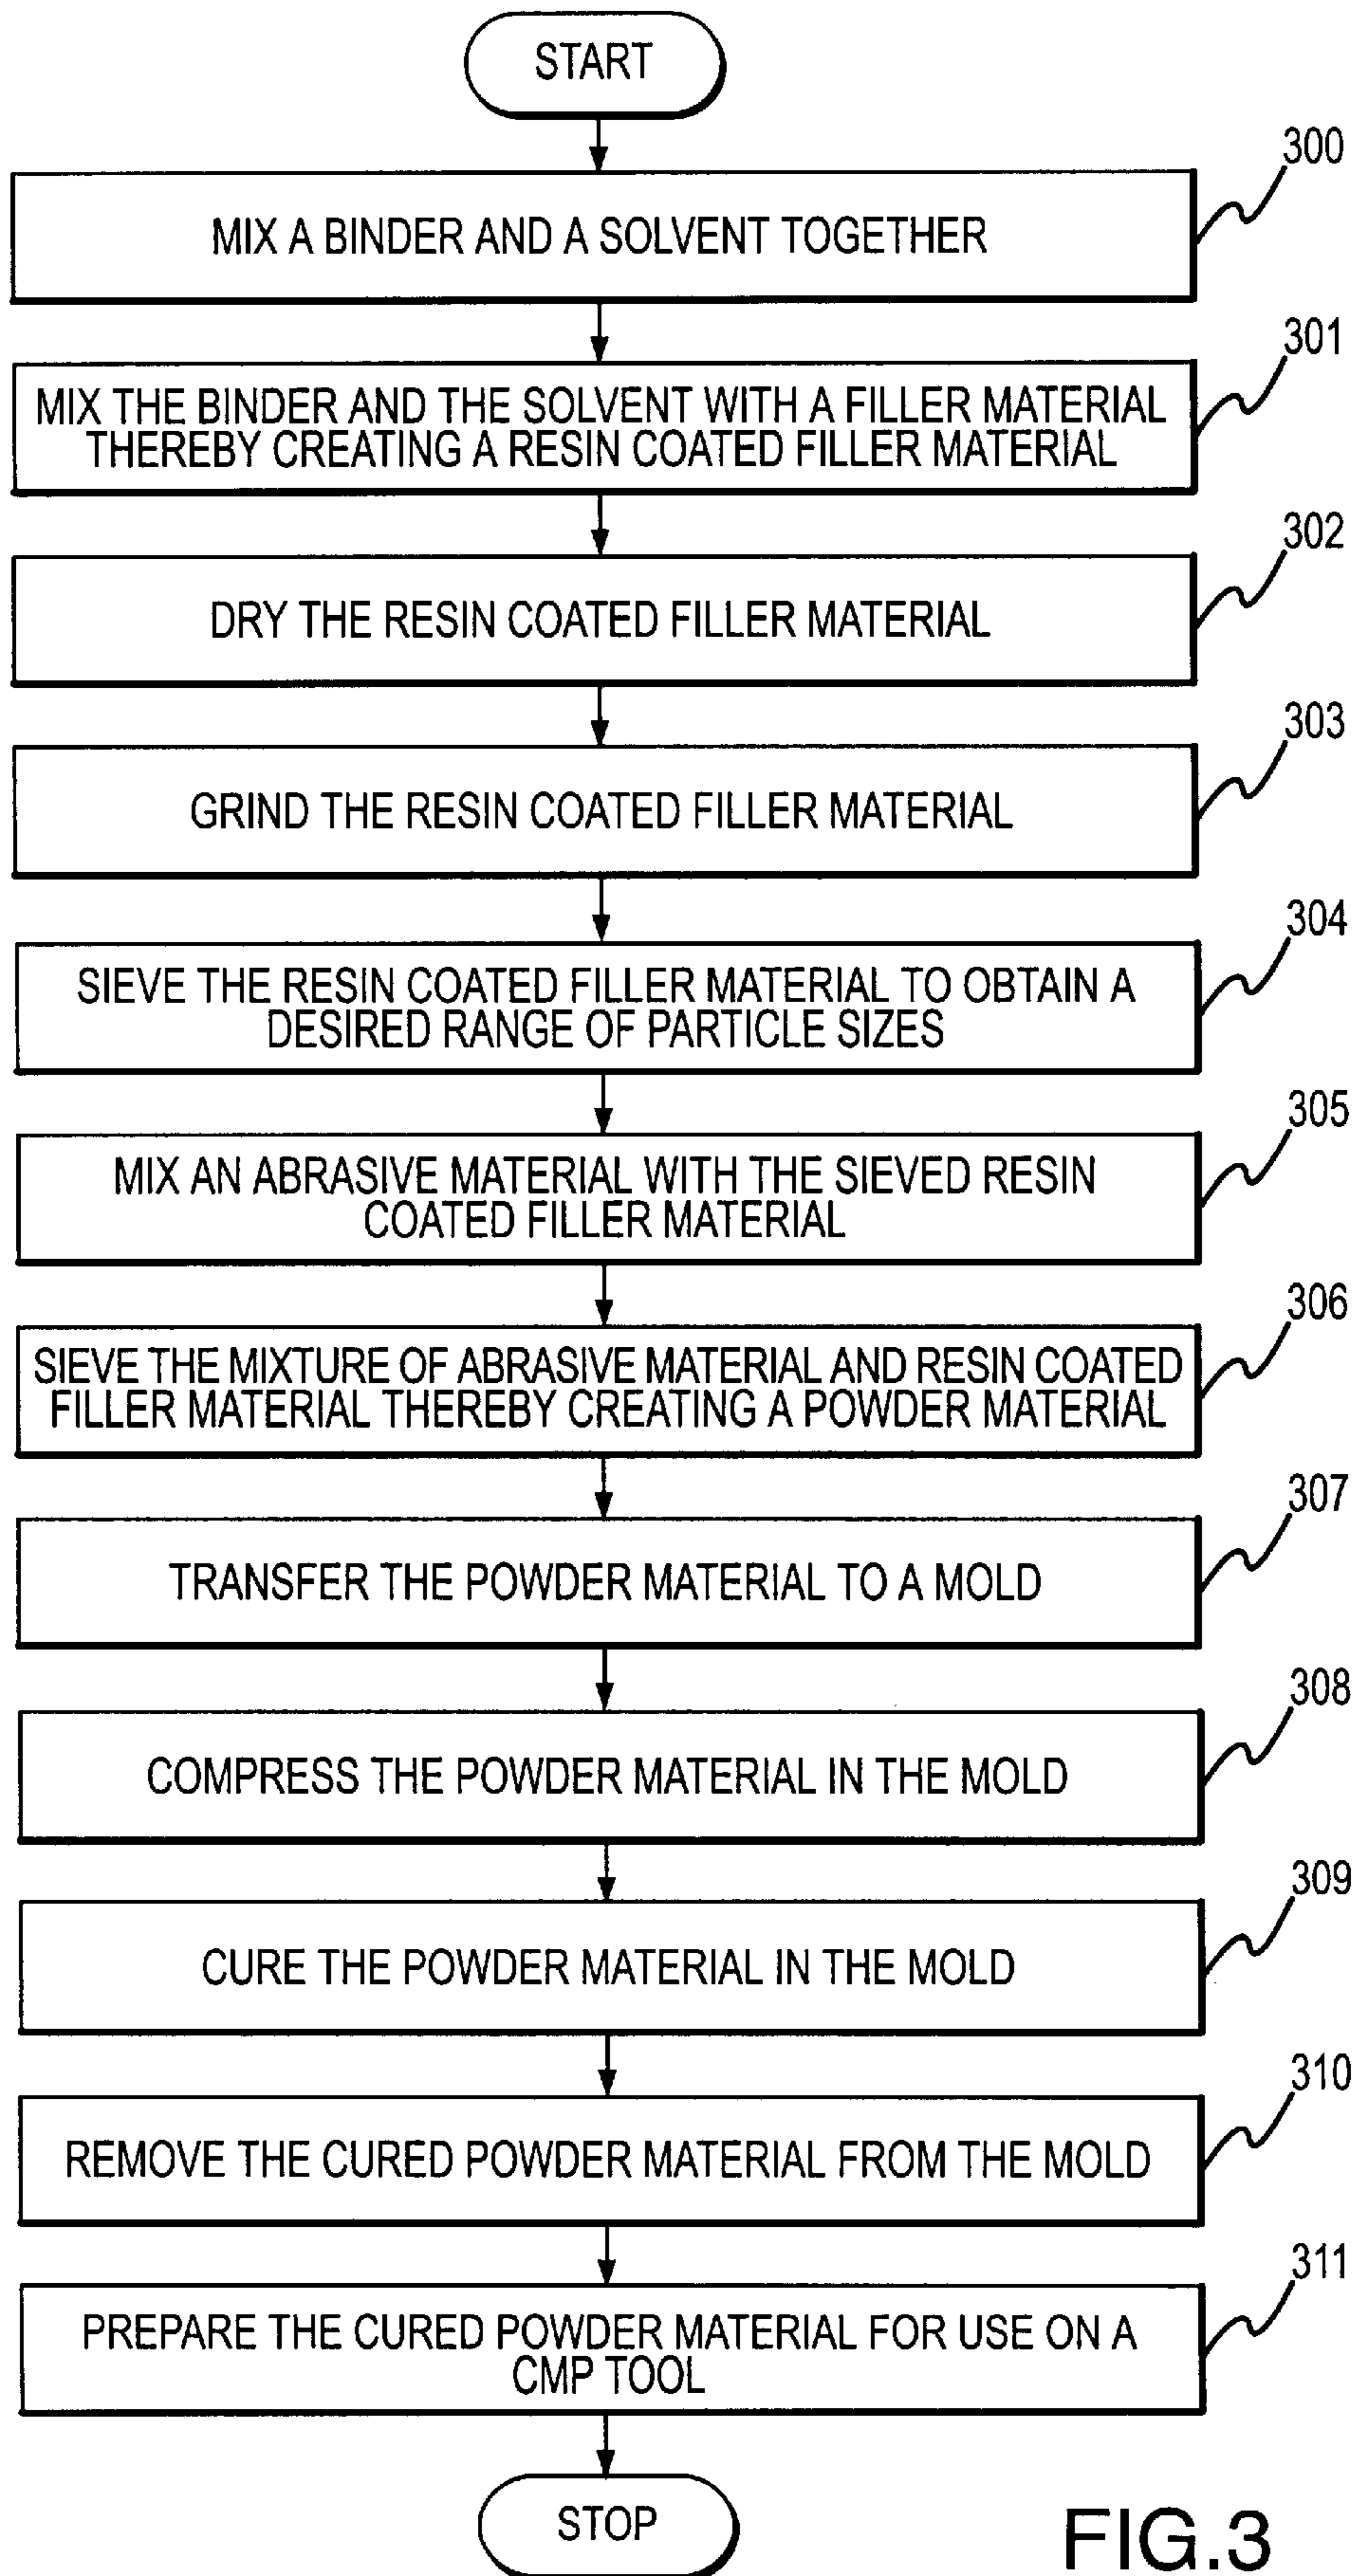 START
300
MIX A BINDER AND A SOLVENT TOGETHER
301
MIX THE BINDER AND THE SOLVENT WITH A FILLER MATERIAL
THEREBY CREATING A RESIN COATED FILLER MATERIAL
302
DRY THE RESIN COATED FILLER MATERIAL
303
GRIND THE RESIN COATED FILLER MATERIAL
304
SIEVE THE RESIN COATED FILLER MATERIAL TO OBTAIN A
DESIRED RANGE OF PARTICLE SIZES
305
MIX AN ABRASIVE MATERIAL WITH THE SIEVED RESIN
COATED FILLER MATERIAL
306
SIEVE THE MIXTURE OF ABRASIVE MATERIAL AND RESIN COATED
FILLER MATERIAL THEREBY CREATING A POWDER MATERIAL
307
TRANSFER THE POWDER MATERIAL TO A MOLD
308
COMPRESS THE POWDER MATERIAL IN THE MOLD
309
CURE THE POWDER MATERIAL IN THE MOLD
310
REMOVE THE CURED POWDER MATERIAL FROM THE MOLD
311
PREPARE THE CURED POWDER MATERIAL FOR USE ON A
CMP TOOL
STOP
FIG.3